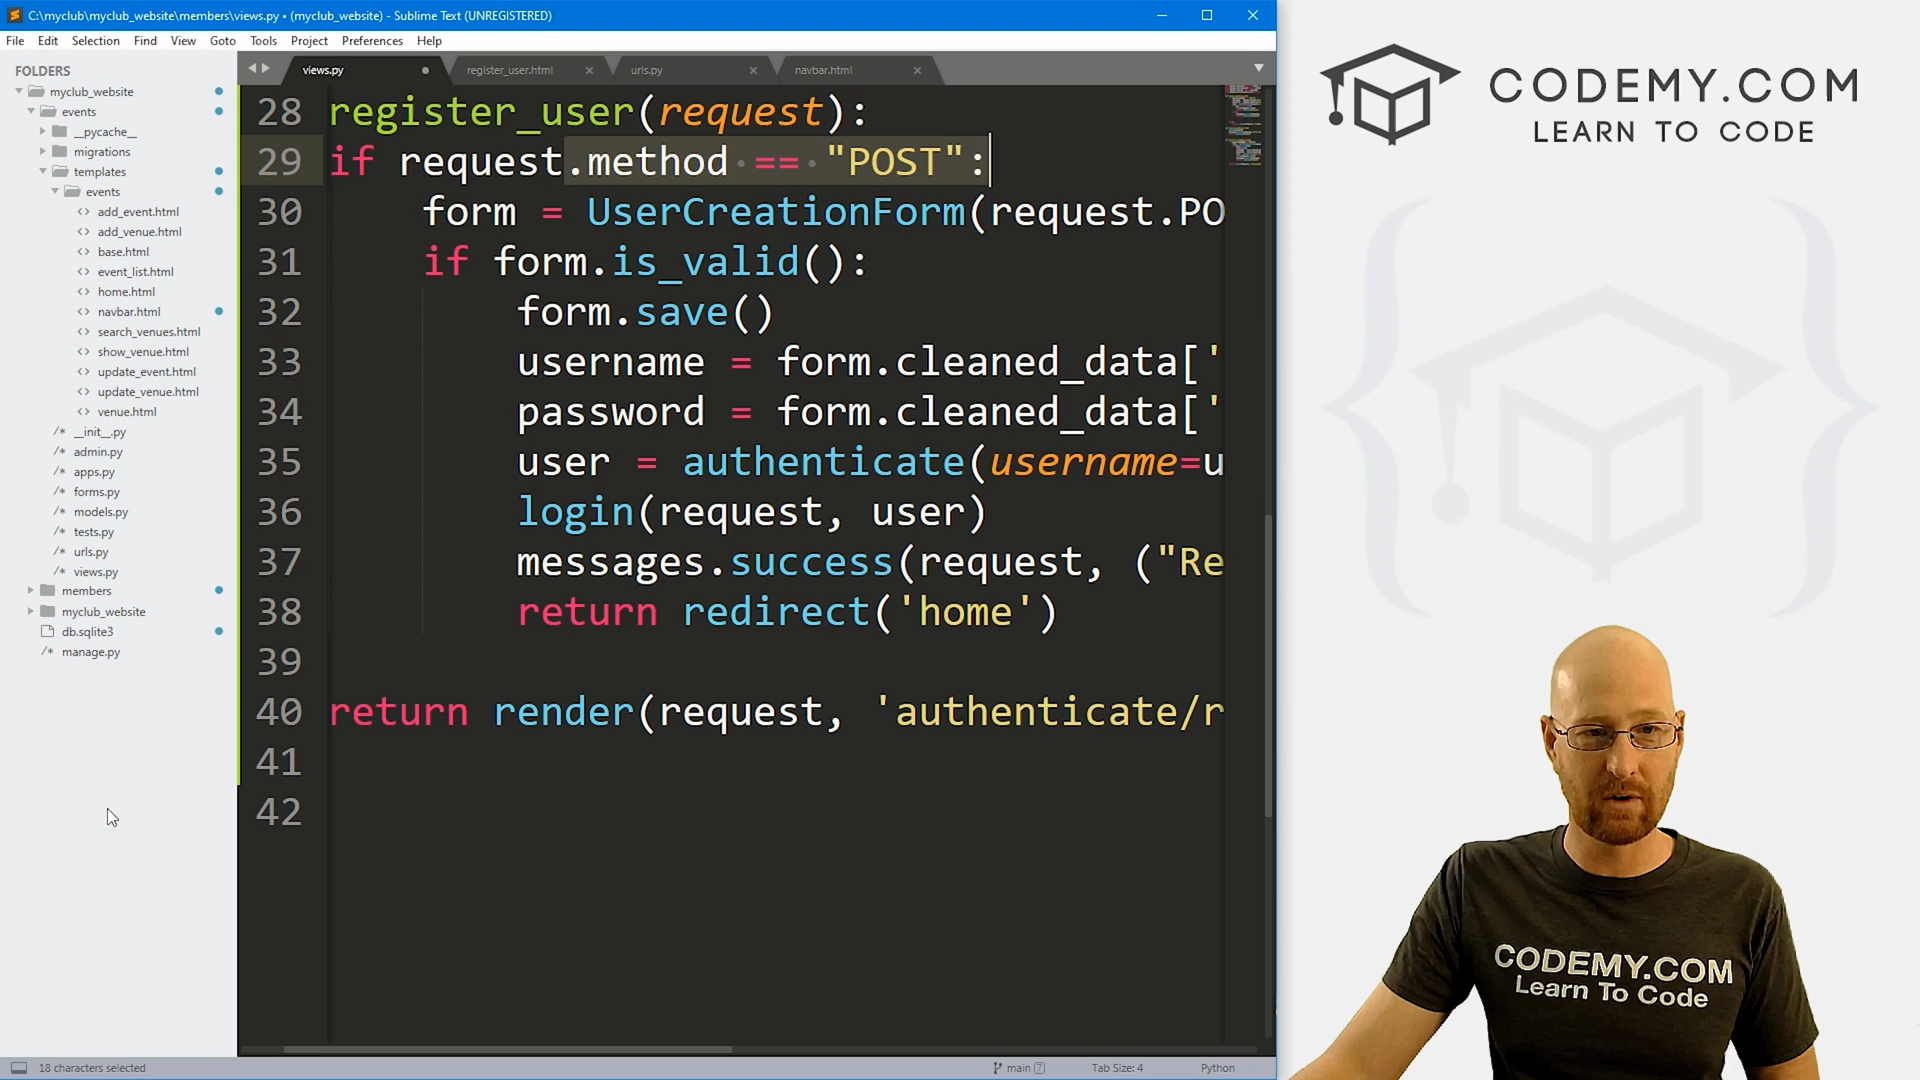 C:\myclub\myclub_website\members\views.py • (myclub_website) - Sublime Text (UNREGISTERED)
File Edit Selection Find View Goto Tools Project Preferences Help
FOLDERS
myclub_website
events
__pycache__
migrations
templates
events
add_event.html
add_venue.html
base.html
event_list.html
home.html
navbar.html
search_venues.html
show_venue.html
update_event.html
update_venue.html
venue.html
__init__.py
admin.py
apps.py
forms.py
models.py
tests.py
urls.py
views.py
members
myclub_website
db.sqlite3
manage.py
views.py register_user.html urls.py navbar.html
28 register_user(request):
29 if request.method == "POST":
30 form = UserCreationForm(request.PO
31 if form.is_valid():
32 form.save()
33 username = form.cleaned_data['
34 password = form.cleaned_data['
35 user = authenticate(username=u
36 login(request, user)
37 messages.success(request, ("Re
38 return redirect('home')
39
40 return render(request, 'authenticate/r
41
42
18 characters selected
main 7
Tab Size: 4
Python
CODEMY.COM
LEARN TO CODE
CODEMY.COM
Learn To Code